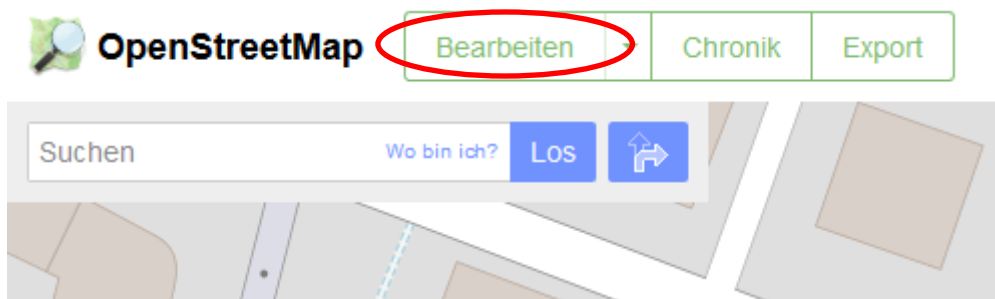 OpenStreetMap Bearbeiten Chronik Export
Suchen Wo bin ich? Los